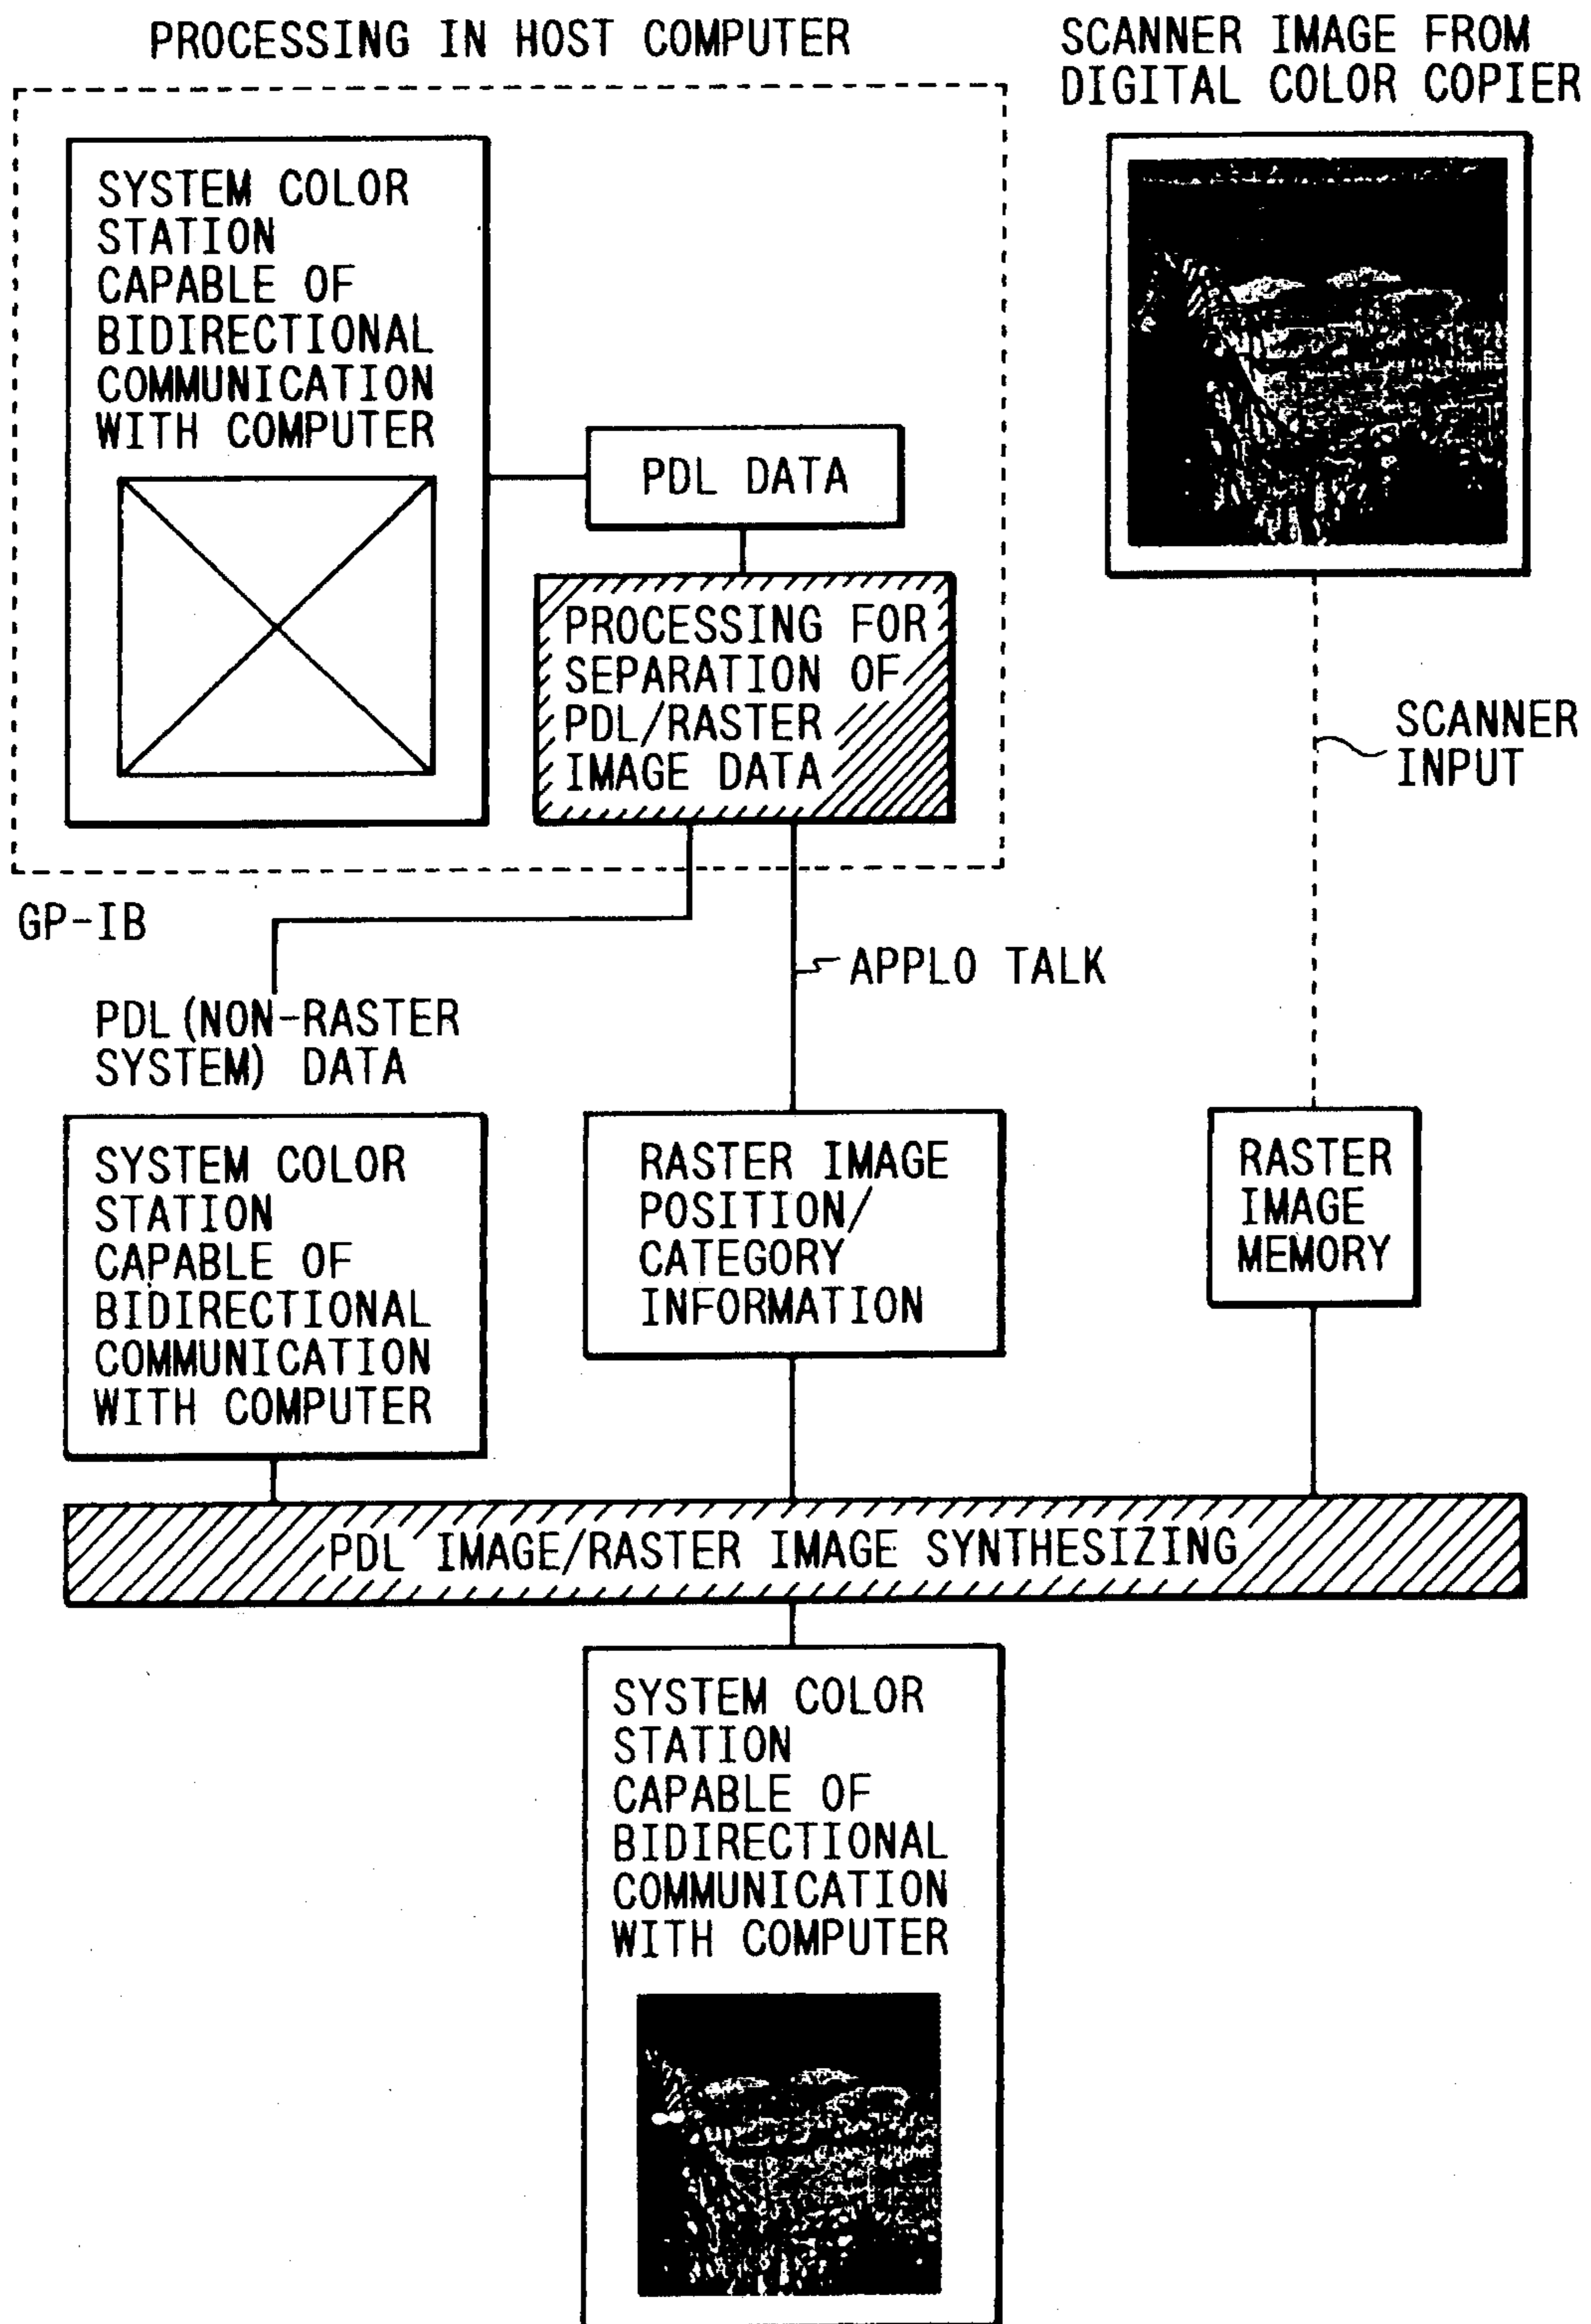 PROCESSING IN HOST COMPUTER
SCANNER IMAGE FROM
DIGITAL COLOR COPIER
SYSTEM COLOR
STATION
CAPABLE OF
BIDIRECTIONAL
COMMUNICATION
WITH COMPUTER
PDL DATA
PROCESSING FOR
SEPARATION OF
PDL/RASTER
IMAGE DATA
SCANNER
INPUT
GP-IB
APPLO TALK
PDL(NON-RASTER
SYSTEM) DATA
SYSTEM COLOR
STATION
CAPABLE OF
BIDIRECTIONAL
COMMUNICATION
WITH COMPUTER
RASTER IMAGE
POSITION/
CATEGORY
INFORMATION
RASTER
IMAGE
MEMORY
PDL IMAGE/RASTER IMAGE SYNTHESIZING
SYSTEM COLOR
STATION
CAPABLE OF
BIDIRECTIONAL
COMMUNICATION
WITH COMPUTER